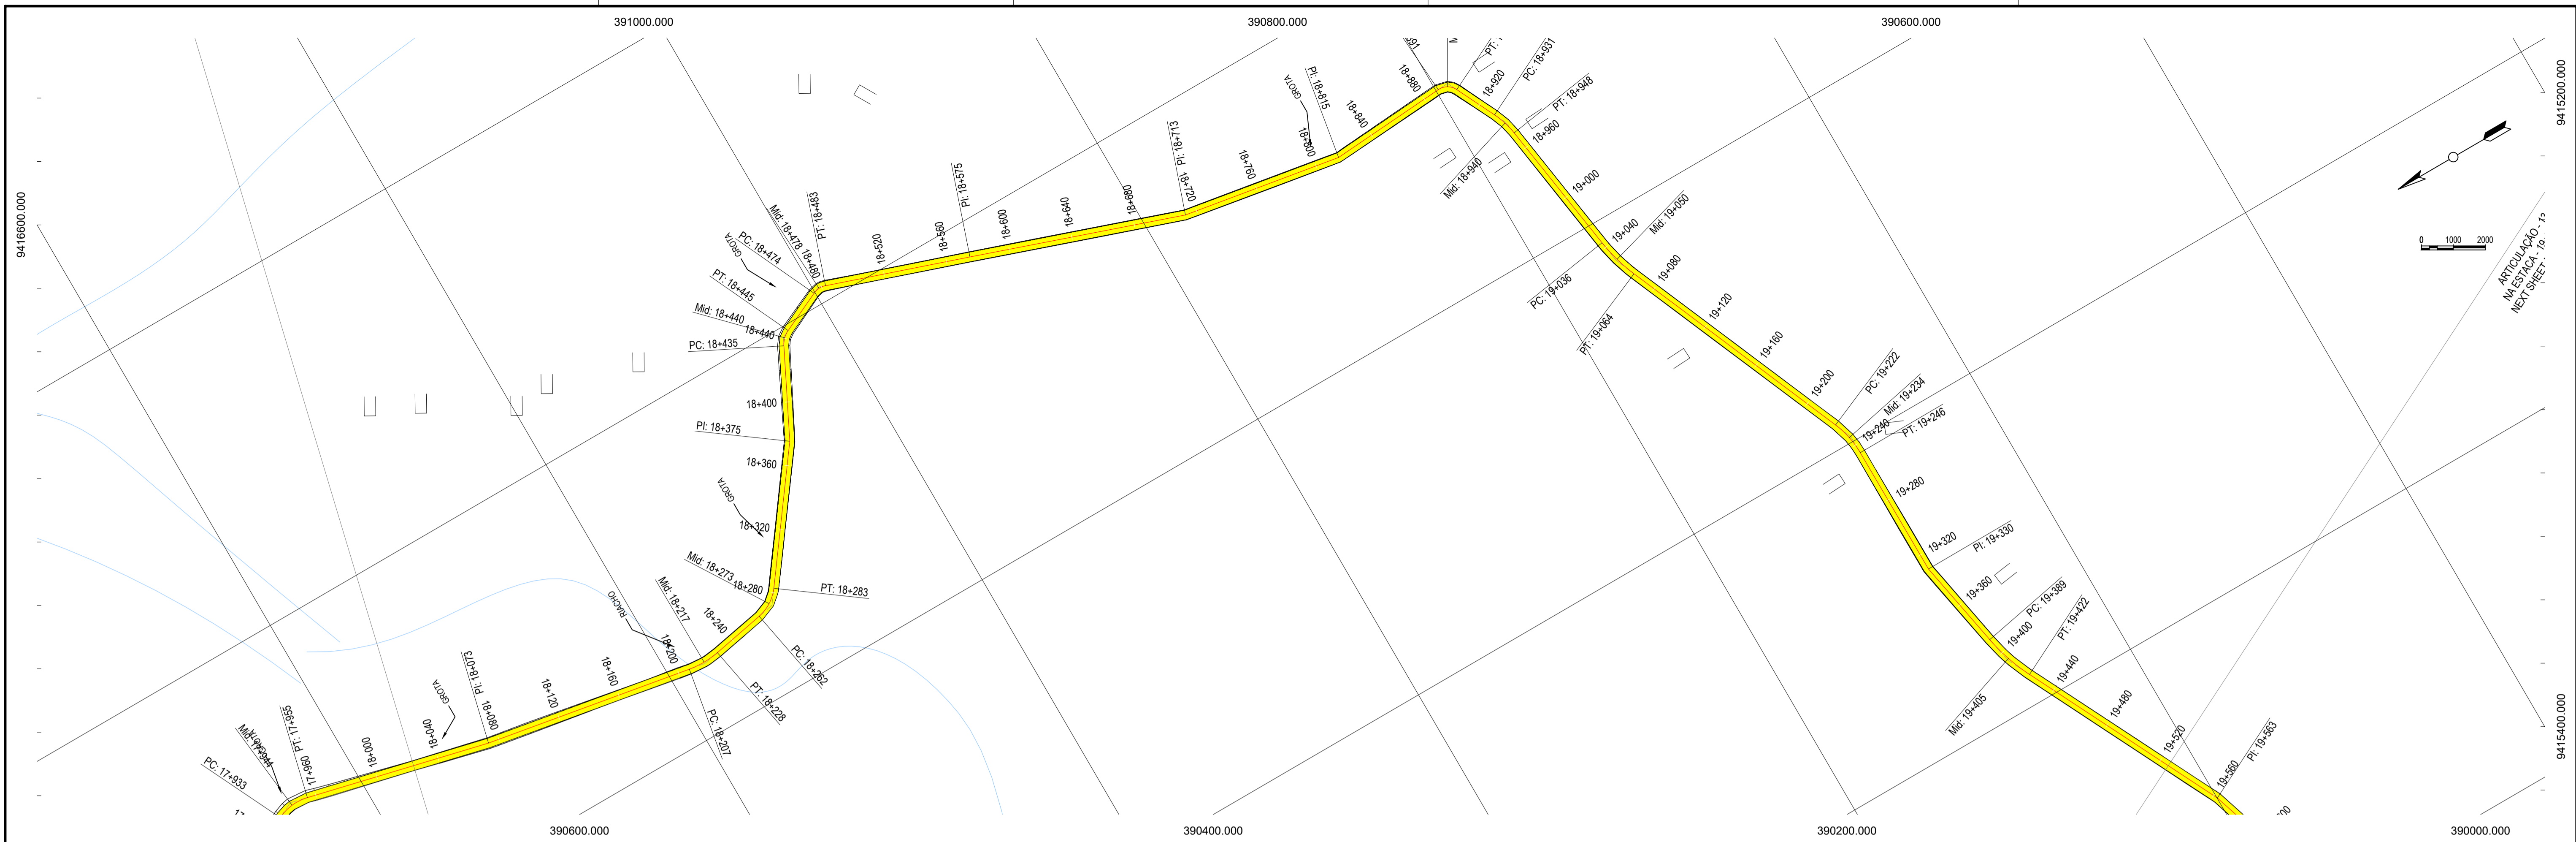 391000.000
390800.000
390600.000
9416600.000
9415200.000
9415400.000
390600.000
390400.000
390200.000
390000.000
PC: 17+933
PT: 17+955
17+960
18+000
18+040
GROTA
PI: 18+073
18+080
18+120
18+160
18+200
RIACHO
PC: 18+207
Mid: 18+217
PT: 18+228
18+240
PC: 18+262
Mid: 18+273
18+280
PT: 18+283
18+320
GROTA
18+360
PI: 18+375
18+400
PC: 18+435
18+440
Mid: 18+440
PT: 18+445
GROTA
PC: 18+474
Mid: 18+478
18+480
PT: 18+483
18+520
18+560
PI: 18+575
18+600
18+640
18+680
PI: 18+713
18+720
18+760
18+800
GROTA
PI: 18+815
18+840
18+880
18+920
PC: 18+931
Mid: 18+940
PT: 18+948
18+960
19+000
PC: 19+036
19+040
Mid: 19+050
PT: 19+064
19+080
19+120
19+160
19+200
PC: 19+222
Mid: 19+234
19+240
PT: 19+246
19+280
19+320
PI: 19+330
19+360
PC: 19+389
19+400
Mid: 19+405
PT: 19+422
19+440
19+480
19+520
19+560
PI: 19+563
0 1000 2000
ARTICULAÇÃO -
NA ESTACA - 19
NEXT SHEET